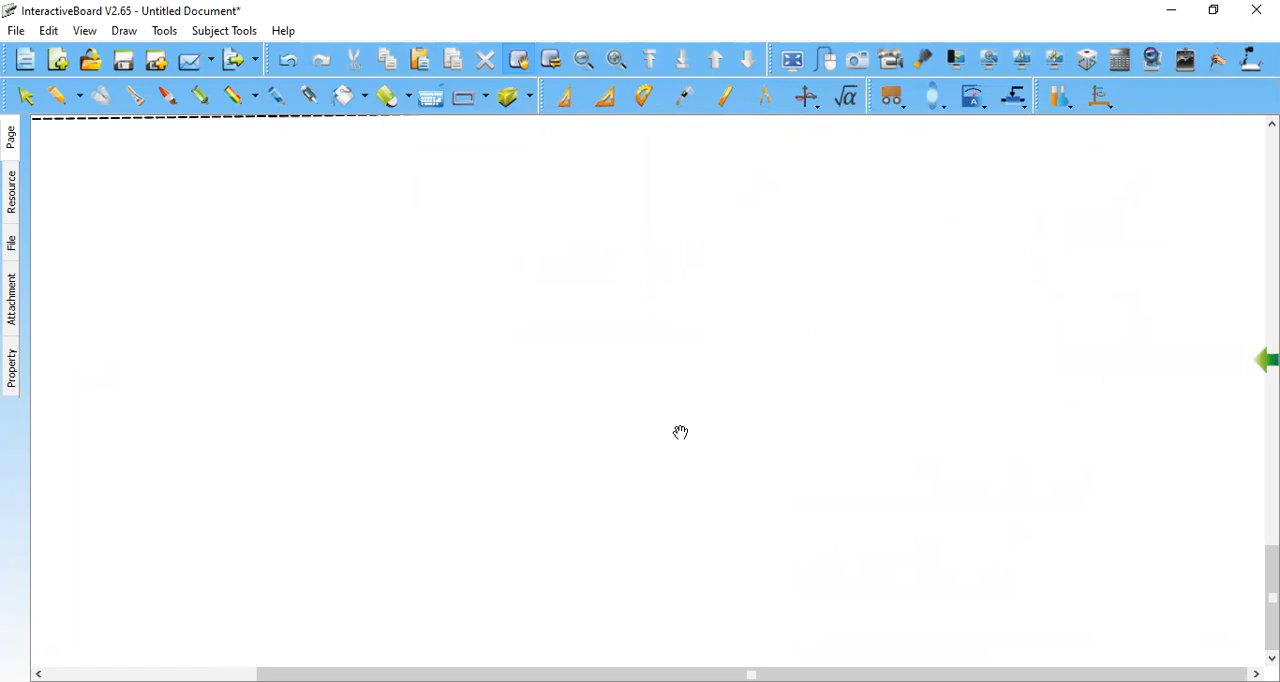 InteractiveBoard V2.65 - Untitled Document*
File Edit View Draw Tools Subject Tools Help
Page
Resource
File
Attachment
Property